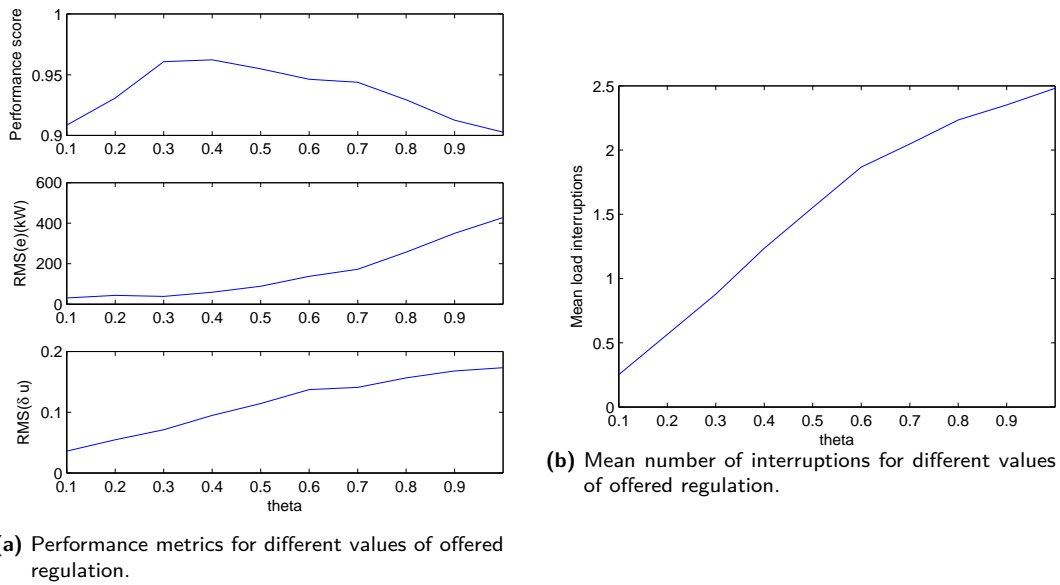 1
0.95
0.9
Performance score
0.1 0.2 0.3 0.4 0.5 0.6 0.7 0.8 0.9
600
400
200
0
RMS(e)(kW)
0.1 0.2 0.3 0.4 0.5 0.6 0.7 0.8 0.9
0.2
0.1
0
RMS(δ u)
0.1 0.2 0.3 0.4 0.5 0.6 0.7 0.8 0.9
theta
a) Performance metrics for different values of offered
regulation.
2.5
2
1.5
1
0.5
0
Mean load interruptions
0.1 0.2 0.3 0.4 0.5 0.6 0.7 0.8 0.9
theta
(b) Mean number of interruptions for different values
of offered regulation.